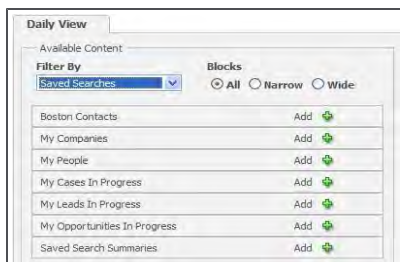 Daily View
Available Content
Filter By Blocks
Saved Searches All Narrow Wide
Boston Contacts Add
My Companies Add
My People Add
My Cases In Progress Add
My Leads In Progress Add
My Opportunities In Progress Add
Saved Search Summaries Add